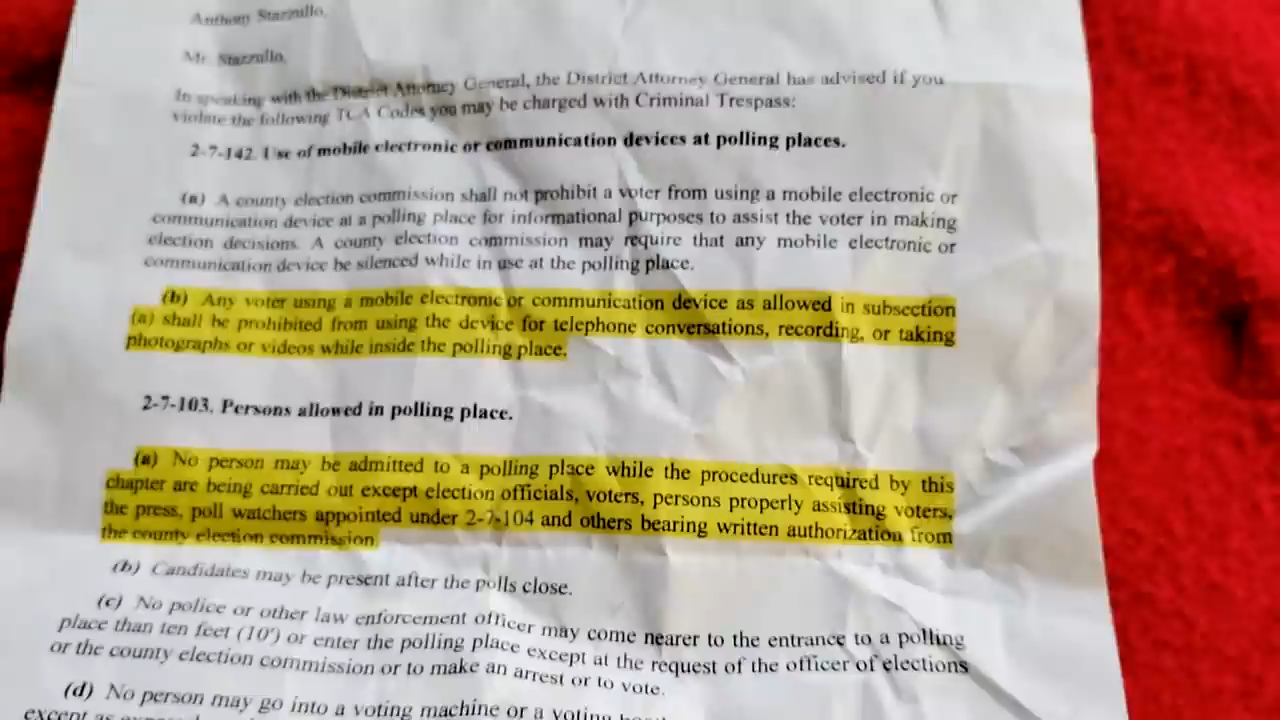 Anthony Stazzullo,
Mr. Stazzullo,
In speaking with the District Attorney General, the District Attorney General has advised if you
violate the following TCA Codes you may be charged with Criminal Trespass:
2-7-142. Use of mobile electronic or communication devices at polling places.
(a) A county election commission shall not prohibit a voter from using a mobile electronic or
communication device at a polling place for informational purposes to assist the voter in making
election decisions. A county election commission may require that any mobile electronic or
communication device be silenced while in use at the polling place.
(b) Any voter using a mobile electronic or communication device as allowed in subsection
(a) shall be prohibited from using the device for telephone conversations, recording, or taking
photographs or videos while inside the polling place.
2-7-103. Persons allowed in polling place.
(a) No person may be admitted to a polling place while the procedures required by this
chapter are being carried out except election officials, voters, persons properly assisting voters,
the press, poll watchers appointed under 2-7-104 and others bearing written authorization from
the county election commission.
(b) Candidates may be present after the polls close.
(c) No police or other law enforcement officer may come nearer to the entrance to a polling
place than ten feet (10') or enter the polling place except at the request of the officer of elections
or the county election commission or to make an arrest or to vote.
(d) No person may go into a voting machine or a voting
except as